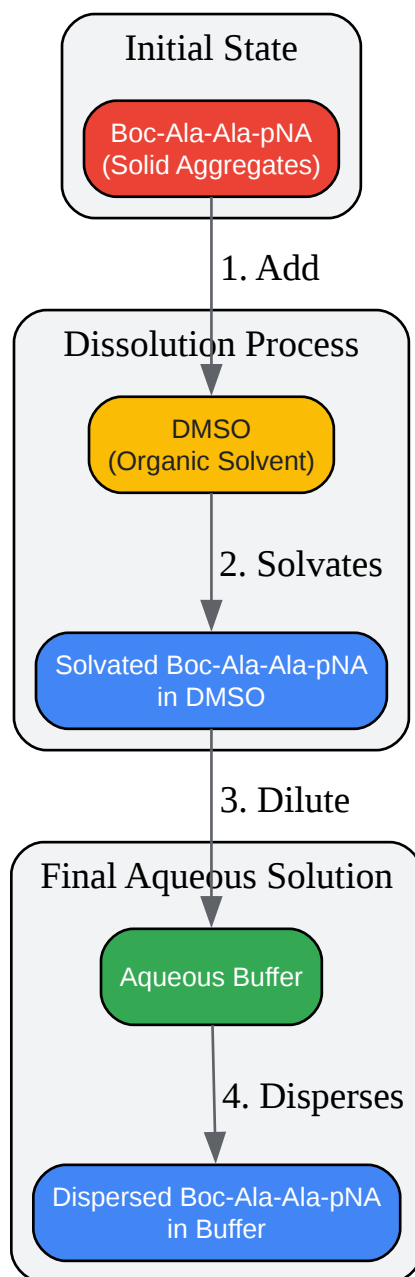 Initial State
Boc-Ala-Ala-pNA
(Solid Aggregates)
1. Add
Dissolution Process
DMSO
(Organic Solvent)
2. Solvates
Solvated Boc-Ala-Ala-pNA
in DMSO
3. Dilute
Final Aqueous Solution
Aqueous Buffer
4. Disperses
Dispersed Boc-Ala-Ala-pNA
in Buffer